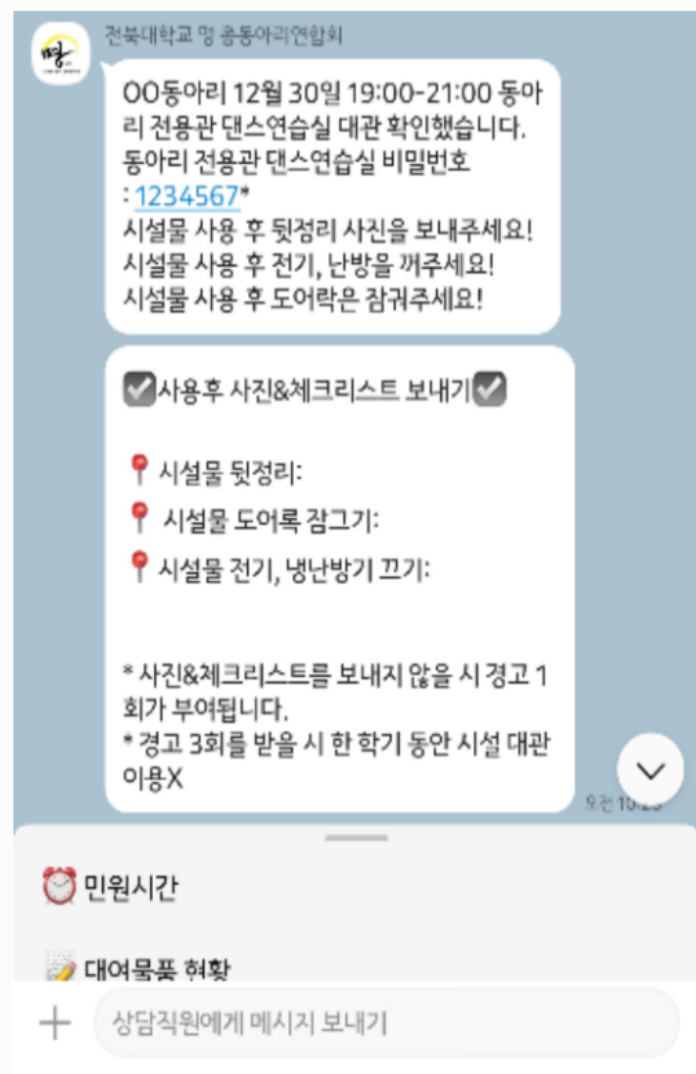 전북대학교 명 총동아리연합회
명
OO동아리 12월 30일 19:00-21:00 동아
리 전용관 댄스연습실 대관 확인했습니다.
동아리 전용관 댄스연습실 비밀번호
: 1234567*
시설물 사용 후 뒷정리 사진을 보내주세요!
시설물 사용 후 전기, 난방을 꺼주세요!
시설물 사용 후 도어락은 잠궈주세요!
✅사용후 사진&체크리스트 보내기✅
📍 시설물 뒷정리:
📍 시설물 도어록 잠그기:
📍 시설물 전기, 냉난방기 끄기:
* 사진&체크리스트를 보내지 않을 시 경고 1
회가 부여됩니다.
* 경고 3회를 받을 시 한 학기 동안 시설 대관
이용X
오전 10:
⏰ 민원시간
📝 대여물품 현황
상담직원에게 메시지 보내기